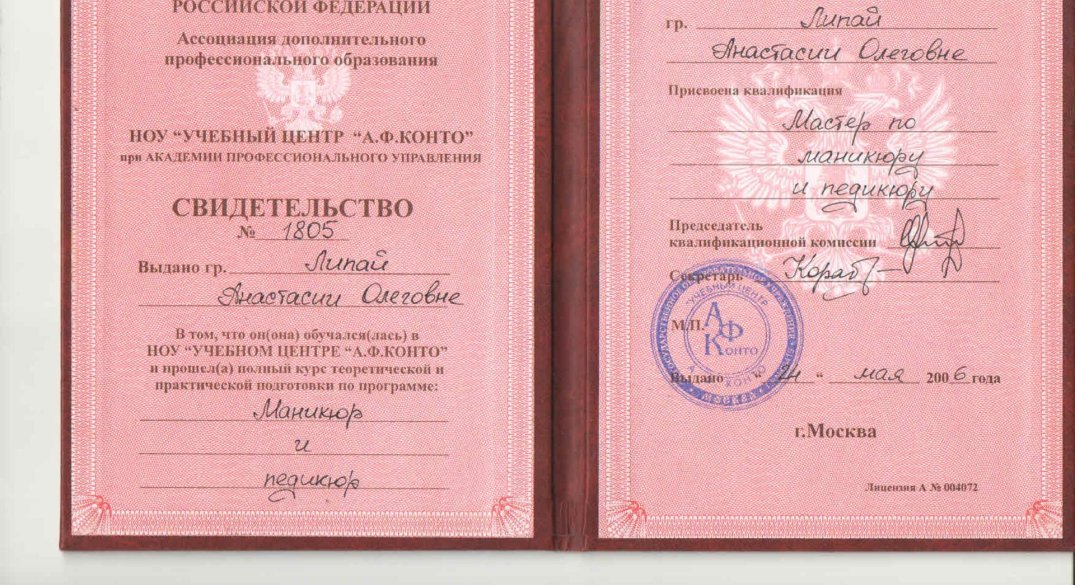 РОССИЙСКОЙ ФЕДЕРАЦИИ
Ассоциация дополнительного
профессионального образования
НОУ “УЧЕБНЫЙ ЦЕНТР “А.Ф.КОНТО”
при АКАДЕМИИ ПРОФЕССИОНАЛЬНОГО УПРАВЛЕНИЯ
СВИДЕТЕЛЬСТВО
№ 1805
Выдано гр. Липай
Анастасии Олеговне
В том, что он(она) обучался(лась) в
НОУ “УЧЕБНОМ ЦЕНТРЕ “А.Ф.КОНТО”
и прошел(а) полный курс теоретической и
практической подготовки по программе:
Маникюр
и
педикюр
гр. Липай
Анастасии Олеговне
Присвоена квалификация
Мастер по
маникюру
и педикюру
Председатель
квалификационной комиссии
Секретарь
М.П.
УЧЕБНЫЙ ЦЕНТР
А Ф
Конто
МОСКВА
Выдано “ “ мая 2006 года
г.Москва
Лицензия А № 004072